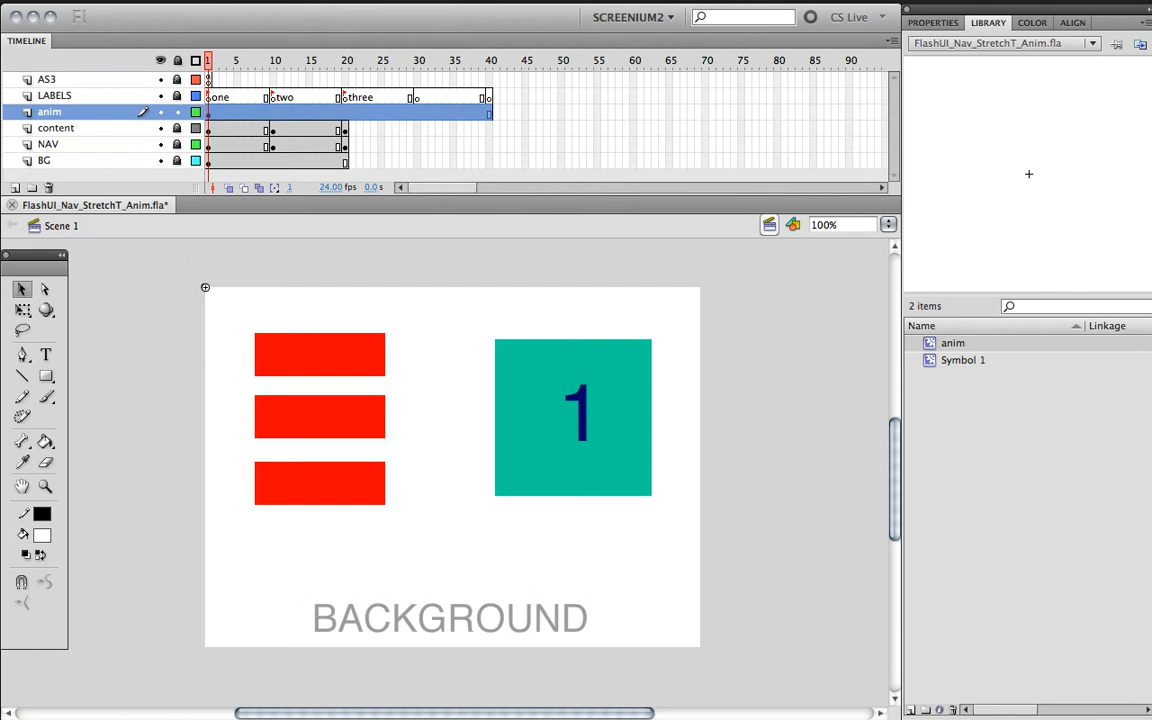 Fl
SCREENIUM2
CS Live
TIMELINE
1 5 10 15 20 25 30 35 40 45 50 55 60 65 70 75 80 85 90
AS3
LABELS
one two three
anim
content
NAV
BG
1 24.00 fps 0.0 s
FlashUI_Nav_StretchT_Anim.fla*
Scene 1
100%
T
1
BACKGROUND
PROPERTIES LIBRARY COLOR ALIGN
FlashUI_Nav_StretchT_Anim.fla
2 items
Name Linkage
anim
Symbol 1